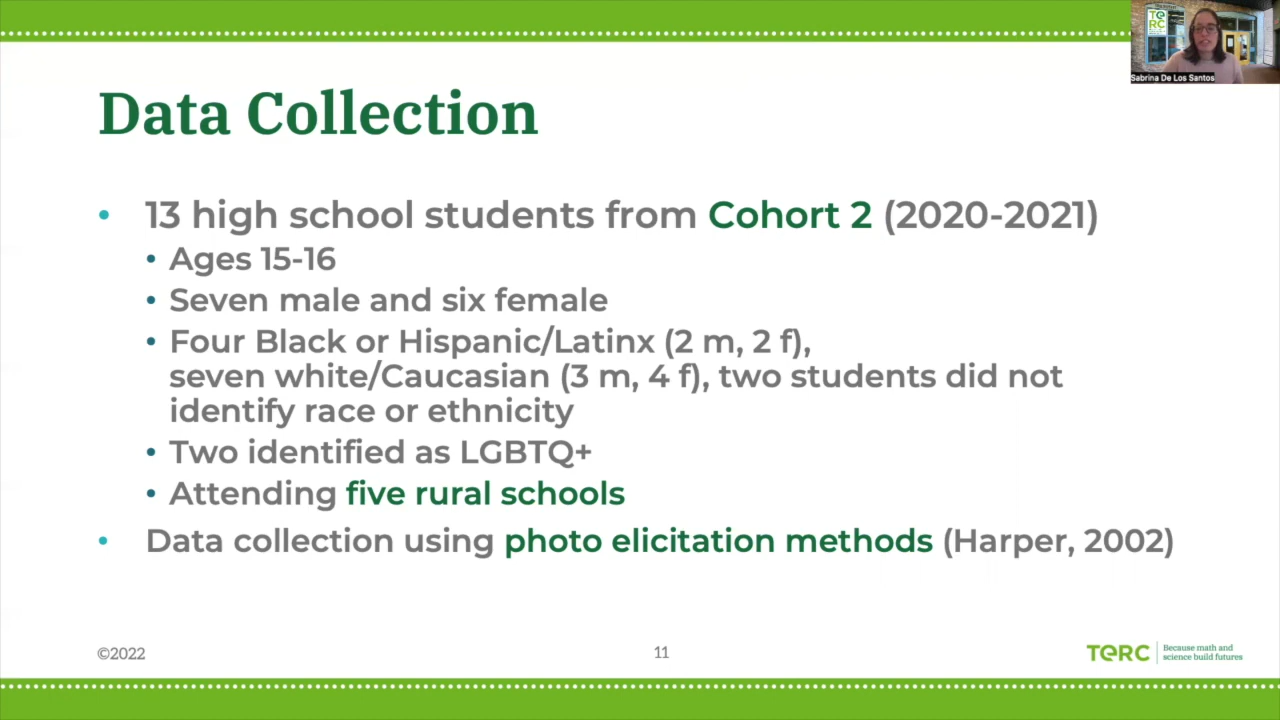 TERC
Sabrina De Los Santos
Data Collection
• 13 high school students from Cohort 2 (2020-2021)
• Ages 15-16
• Seven male and six female
• Four Black or Hispanic/Latinx (2 m, 2 f),
seven white/Caucasian (3 m, 4 f), two students did not
identify race or ethnicity
• Two identified as LGBTQ+
• Attending five rural schools
• Data collection using photo elicitation methods (Harper, 2002)
©2022
11
TERC
Because math and
science build futures